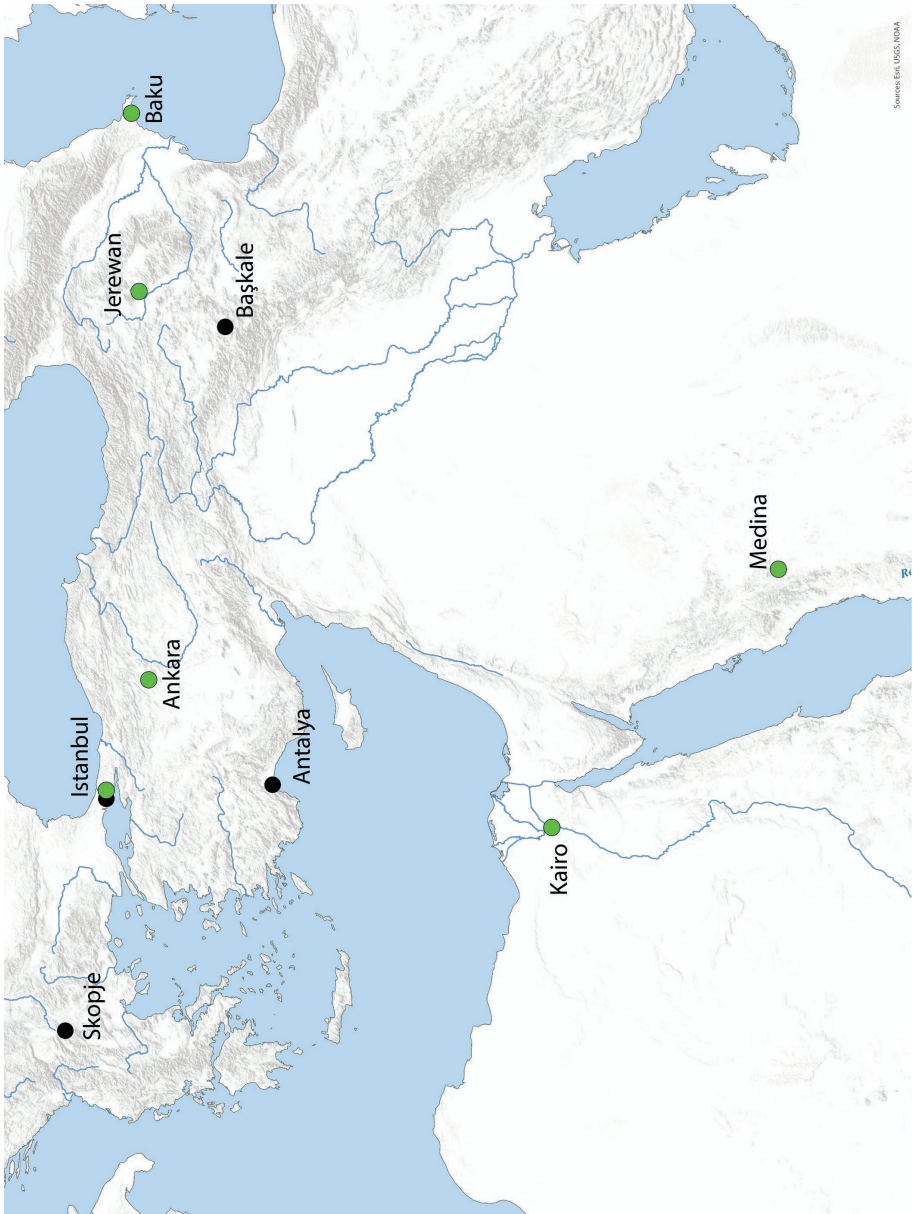 Skopje
Istanbul
Jerewan
Baku
Ankara
Başkale
Antalya
Kairo
Medina
Sources: Esri, USGS, NOAA